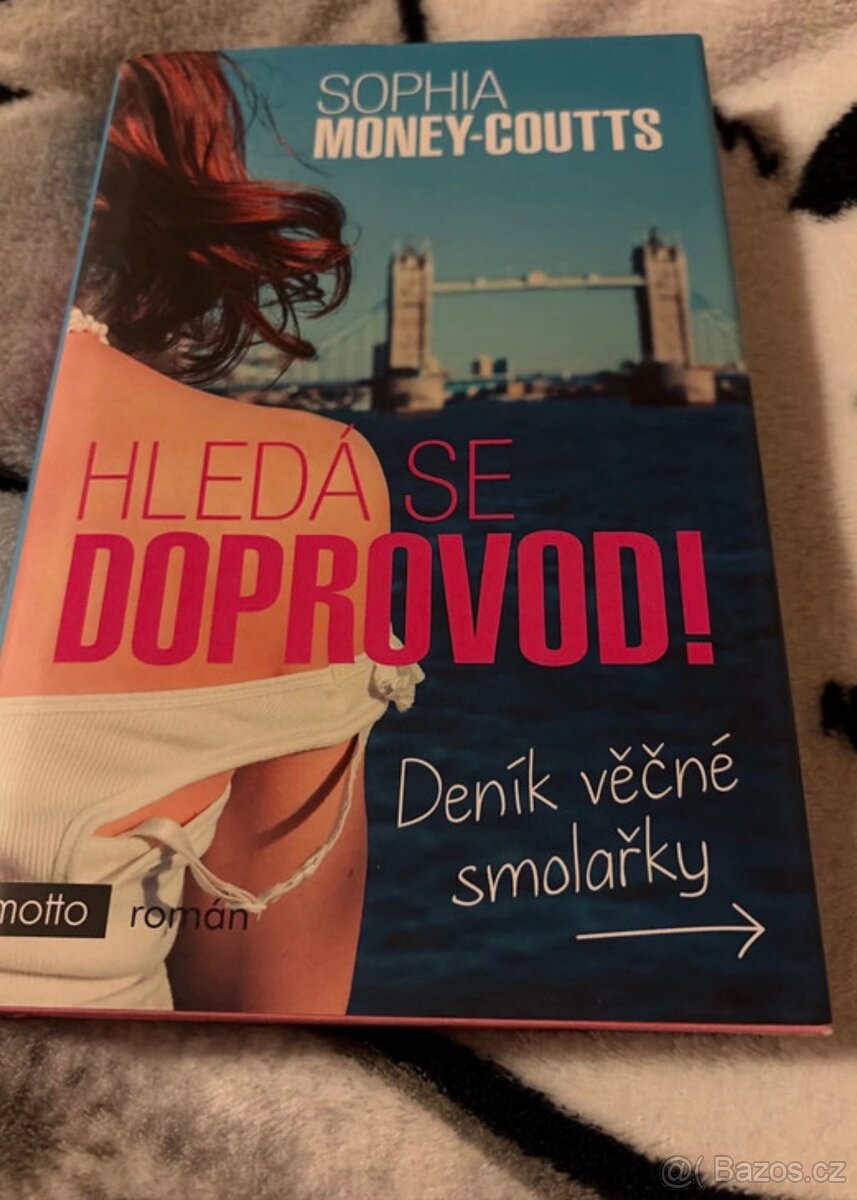 SOPHIA
MONEY-COUTTS
HLEDÁ SE
DOPROVOD!
Deník věčné
smolařky
motto román
@( Bazos.cz